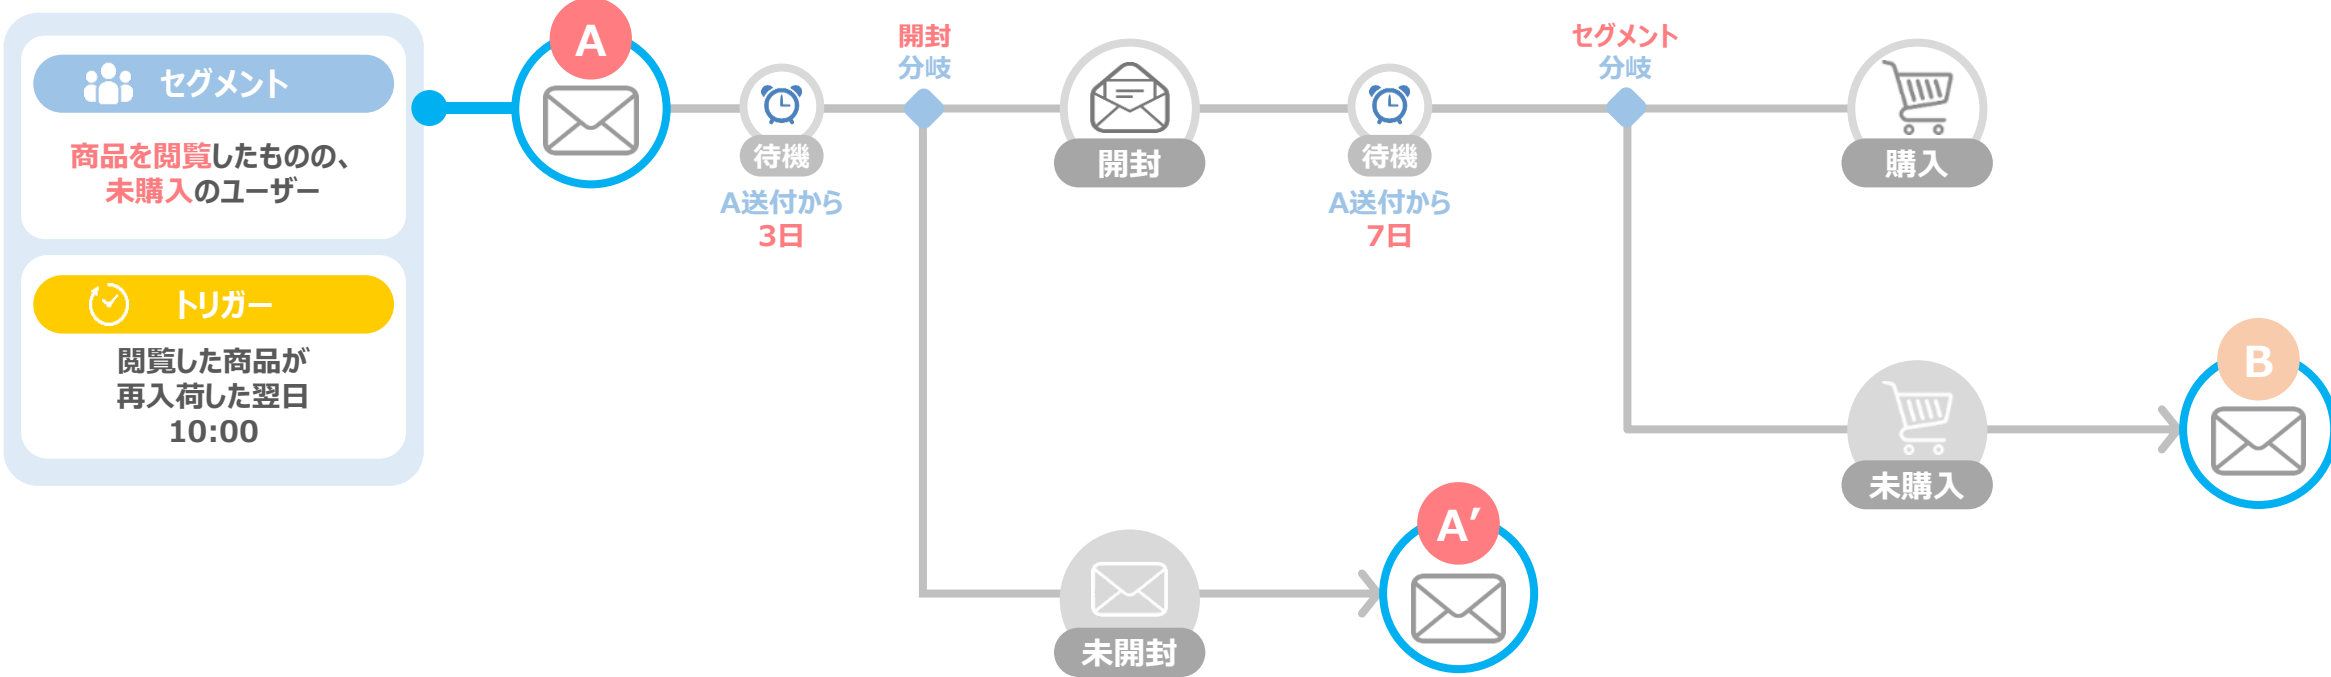 セグメント
商品を閲覧したものの、
未購入のユーザー
トリガー
閲覧した商品が
再入荷した翌日
10:00
A
待機
A送付から
3日
開封
分岐
開封
待機
A送付から
7日
セグメント
分岐
購入
未購入
B
未開封
A′